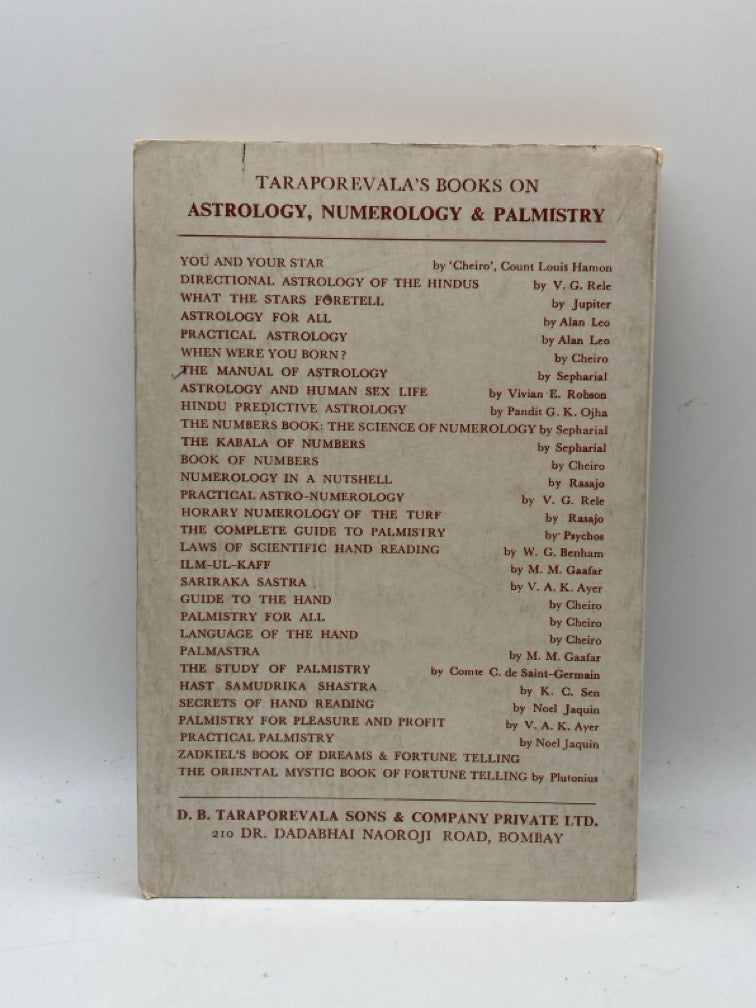 TARAPOREVALA'S BOOKS ON
ASTROLOGY, NUMEROLOGY & PALMISTRY
YOU AND YOUR STAR by 'Cheiro', Count Louis Hamon
DIRECTIONAL ASTROLOGY OF THE HINDUS by V. G. Rele
WHAT THE STARS FORETELL by Jupiter
ASTROLOGY FOR ALL by Alan Leo
PRACTICAL ASTROLOGY by Alan Leo
WHEN WERE YOU BORN? by Cheiro
THE MANUAL OF ASTROLOGY by Sepharial
ASTROLOGY AND HUMAN SEX LIFE by Vivian E. Robson
HINDU PREDICTIVE ASTROLOGY by Pandit G. K. Ojha
THE NUMBERS BOOK: THE SCIENCE OF NUMEROLOGY by Sepharial
THE KABALA OF NUMBERS by Sepharial
BOOK OF NUMBERS by Cheiro
NUMEROLOGY IN A NUTSHELL by Rasajo
PRACTICAL ASTRO-NUMEROLOGY by V. G. Rele
HORARY NUMEROLOGY OF THE TURF by Rasajo
THE COMPLETE GUIDE TO PALMISTRY by Psychos
LAWS OF SCIENTIFIC HAND READING by W. G. Benham
ILM-UL-KAFF by M. M. Gaafar
SARIRAKA SASTRA by V. A. K. Ayer
GUIDE TO THE HAND by Cheiro
PALMISTRY FOR ALL by Cheiro
LANGUAGE OF THE HAND by Cheiro
PALMASTRA by M. M. Gaafar
THE STUDY OF PALMISTRY by Comte C. de Saint-Germain
HAST SAMUDRIKA SHASTRA by K. C. Sen
SECRETS OF HAND READING by Noel Jaquin
PALMISTRY FOR PLEASURE AND PROFIT by V. A. K. Ayer
PRACTICAL PALMISTRY by Noel Jaquin
ZADKIEL'S BOOK OF DREAMS & FORTUNE TELLING
THE ORIENTAL MYSTIC BOOK OF FORTUNE TELLING by Plutonius
D. B. TARAPOREVALA SONS & COMPANY PRIVATE LTD.
210 DR. DADABHAI NAOROJI ROAD, BOMBAY